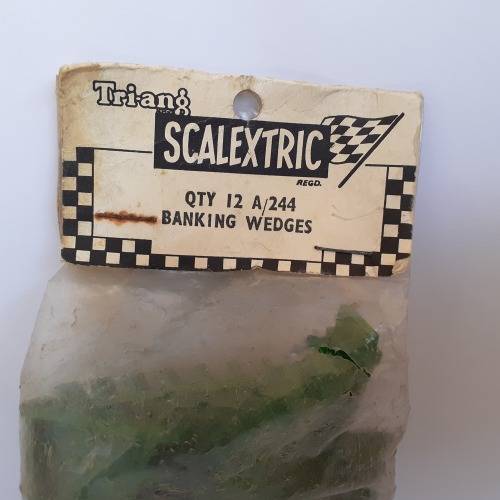 Tri-ang
SCALEXTRIC
REGD.
QTY 12 A/244
BANKING WEDGES